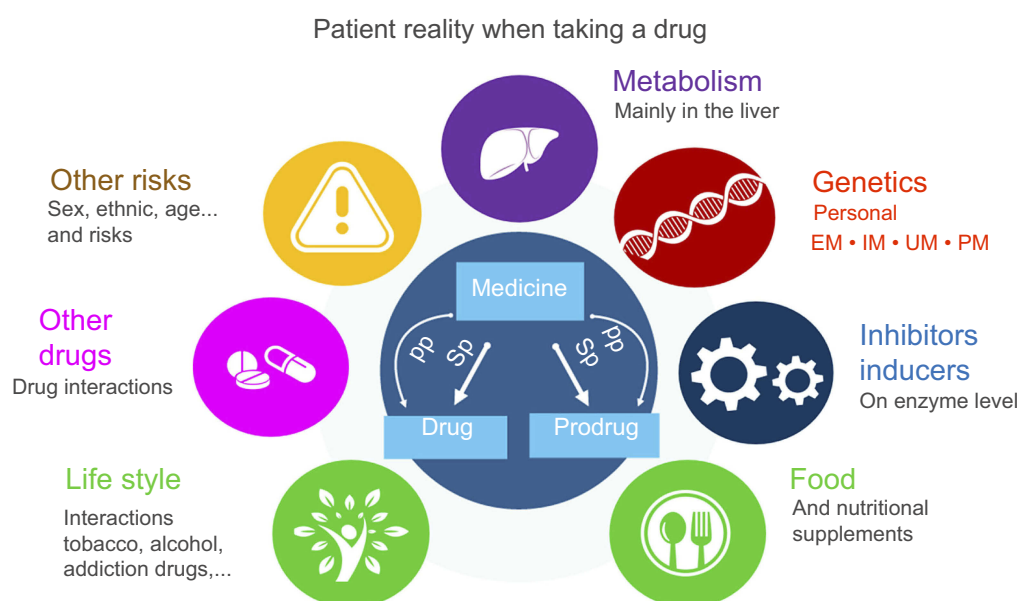 Patient reality when taking a drug
Metabolism
Mainly in the liver
Other risks
Sex, ethnic, age...
and risks
Genetics
Personal
EM • IM • UM • PM
Medicine
pp
Sp
Sp
pp
Drug
Prodrug
Other
drugs
Drug interactions
Inhibitors
inducers
On enzyme level
Life style
Interactions
tobacco, alcohol,
addiction drugs,...
Food
And nutritional
supplements